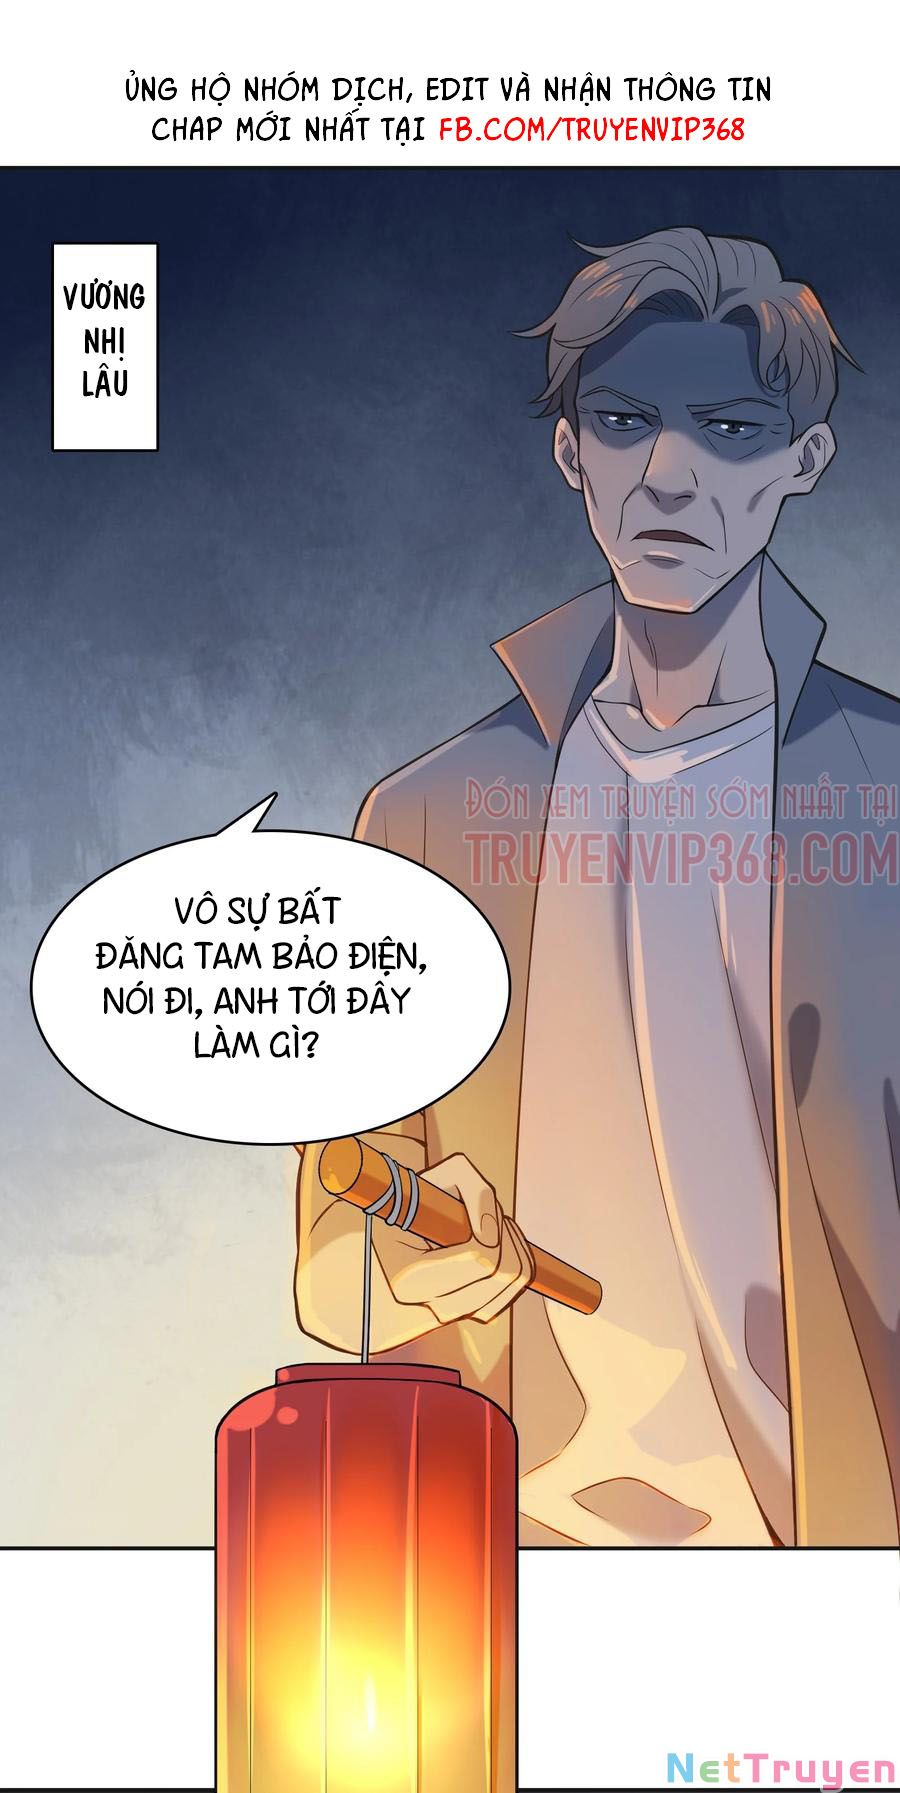 ỦNG HỘ NHÓM DỊCH, EDIT VÀ NHẬN THÔNG TIN
CHAP MỚI NHẤT TẠI FB.COM/TRUYENVIP368
VƯƠNG
NHỊ
LÂU
ĐÓN XEM TRUYỆN SỚM NHẤT TẠI
TRUYENVIP368.COM
VÔ SỰ BẤT
ĐĂNG TAM BẢO ĐIỆN,
NÓI ĐI, ANH TỚI ĐÂY
LÀM GÌ?
NetTruyen